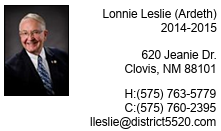 Lonnie Leslie (Ardeth)
2014-2015
620 Jeanie Dr.
Clovis, NM 88101
H:(575) 763-5779
C:(575) 760-2395
lleslie@district5520.com